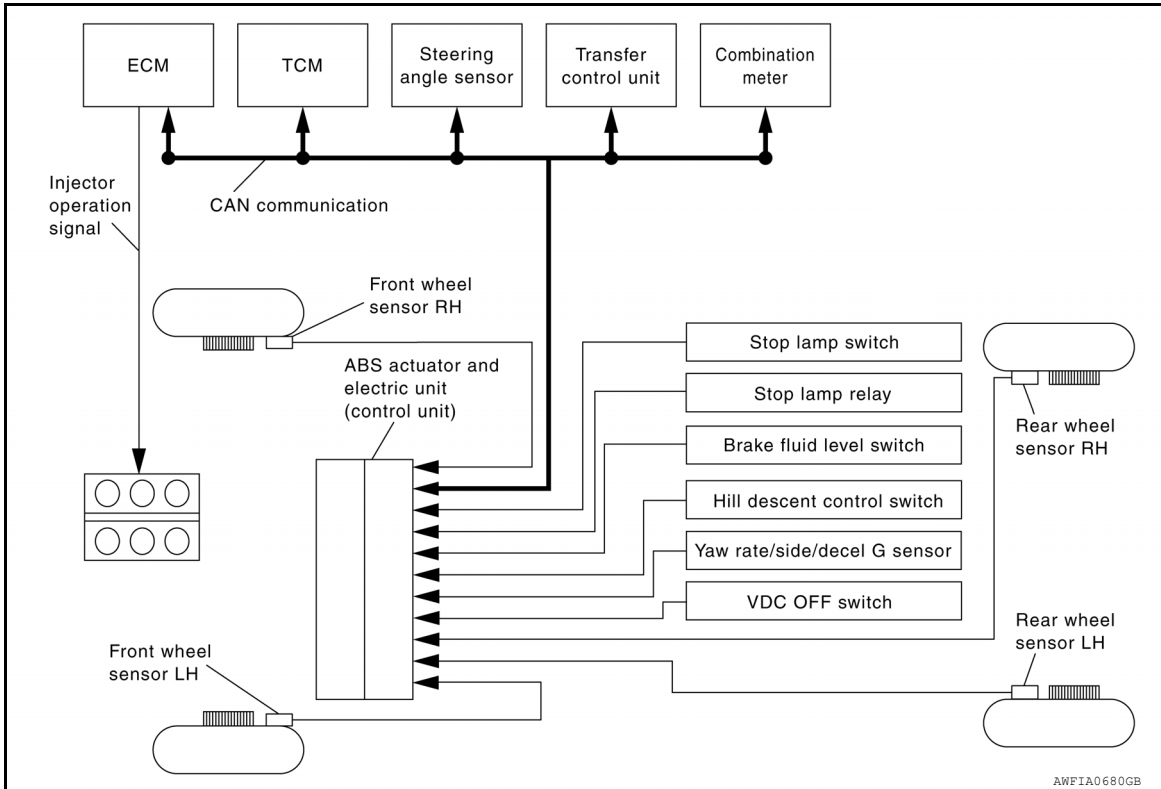 ECM
TCM
Steering
angle sensor
Transfer
control unit
Combination
meter
Injector
operation
signal
CAN communication
Front wheel
sensor RH
ABS actuator and
electric unit
(control unit)
Stop lamp switch
Stop lamp relay
Brake fluid level switch
Hill descent control switch
Yaw rate/side/decel G sensor
VDC OFF switch
Rear wheel
sensor RH
Rear wheel
sensor LH
Front wheel
sensor LH
AWFIA0680GB